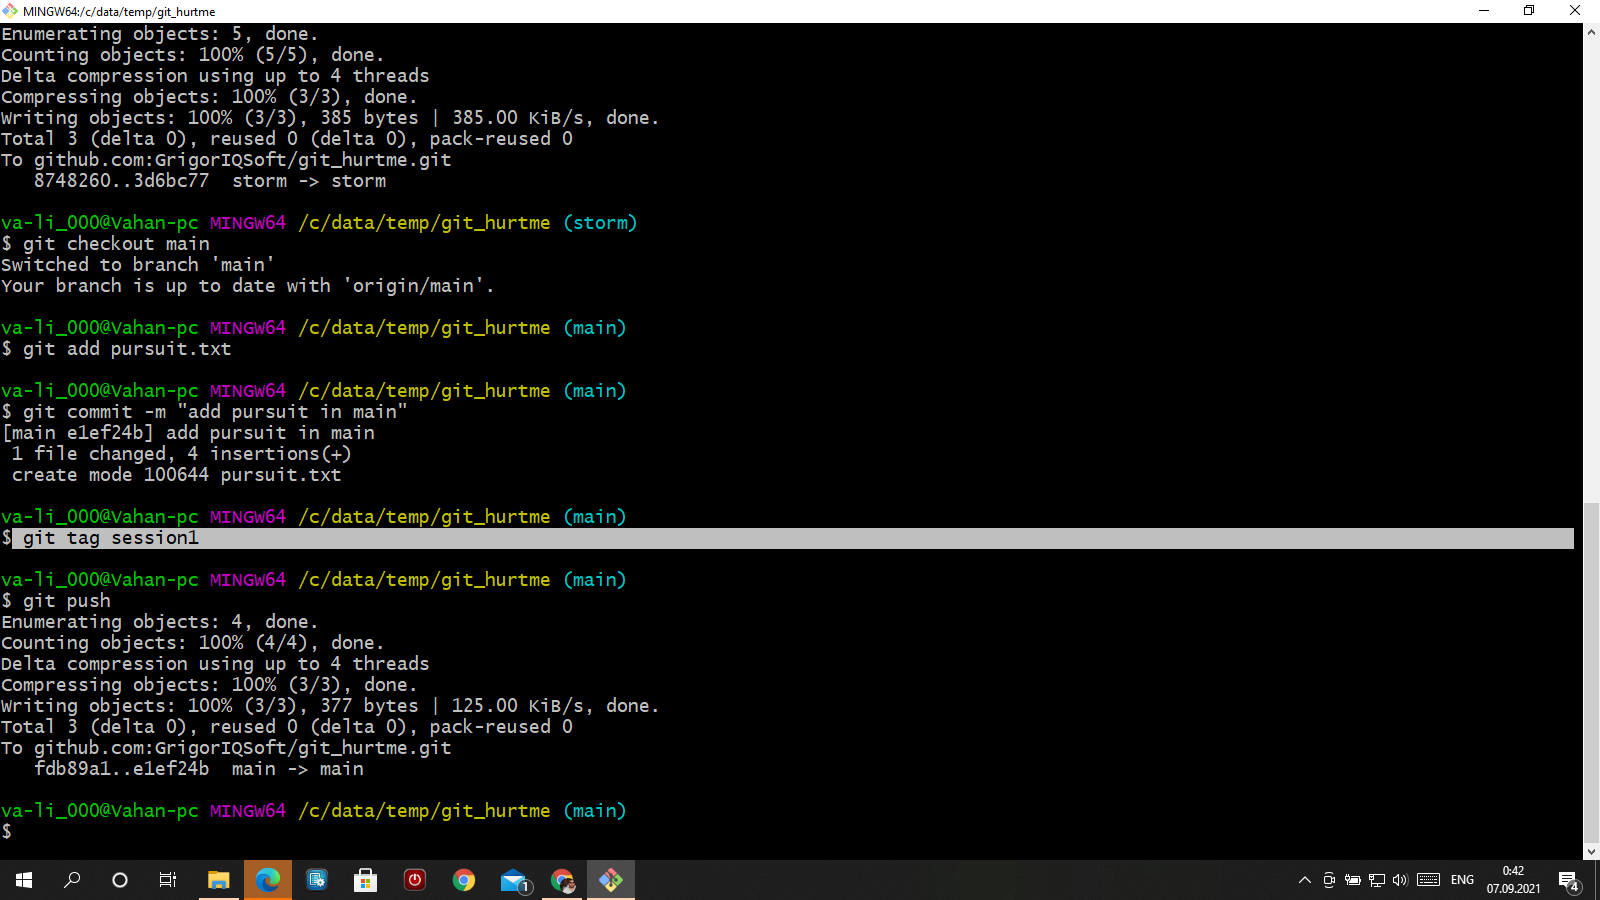 MINGW64:/c/data/temp/git_hurtme
Enumerating objects: 5, done.
Counting objects: 100% (5/5), done.
Delta compression using up to 4 threads
Compressing objects: 100% (3/3), done.
Writing objects: 100% (3/3), 385 bytes | 385.00 KiB/s, done.
Total 3 (delta 0), reused 0 (delta 0), pack-reused 0
To github.com:GrigorIQSoft/git_hurtme.git
   8748260..3d6bc77  storm -> storm
va-li_000@Vahan-pc MINGW64 /c/data/temp/git_hurtme (storm)
$ git checkout main
Switched to branch 'main'
Your branch is up to date with 'origin/main'.
va-li_000@Vahan-pc MINGW64 /c/data/temp/git_hurtme (main)
$ git add pursuit.txt
va-li_000@Vahan-pc MINGW64 /c/data/temp/git_hurtme (main)
$ git commit -m "add pursuit in main"
[main e1ef24b] add pursuit in main
 1 file changed, 4 insertions(+)
 create mode 100644 pursuit.txt
va-li_000@Vahan-pc MINGW64 /c/data/temp/git_hurtme (main)
$ git tag session1
va-li_000@Vahan-pc MINGW64 /c/data/temp/git_hurtme (main)
$ git push
Enumerating objects: 4, done.
Counting objects: 100% (4/4), done.
Delta compression using up to 4 threads
Compressing objects: 100% (3/3), done.
Writing objects: 100% (3/3), 377 bytes | 125.00 KiB/s, done.
Total 3 (delta 0), reused 0 (delta 0), pack-reused 0
To github.com:GrigorIQSoft/git_hurtme.git
   fdb89a1..e1ef24b  main -> main
va-li_000@Vahan-pc MINGW64 /c/data/temp/git_hurtme (main)
$
1
ENG
0:42
07.09.2021
4